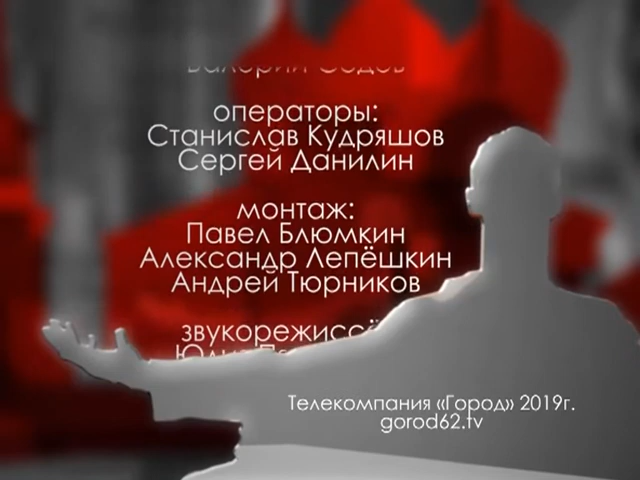 операторы:
Станислав Кудряшов
Сергей Данилин
монтаж:
Павел Блюмкин
Александр Лепёшкин
Андрей Тюрников
Телекомпания «Город» 2019г.
gorod62.tv